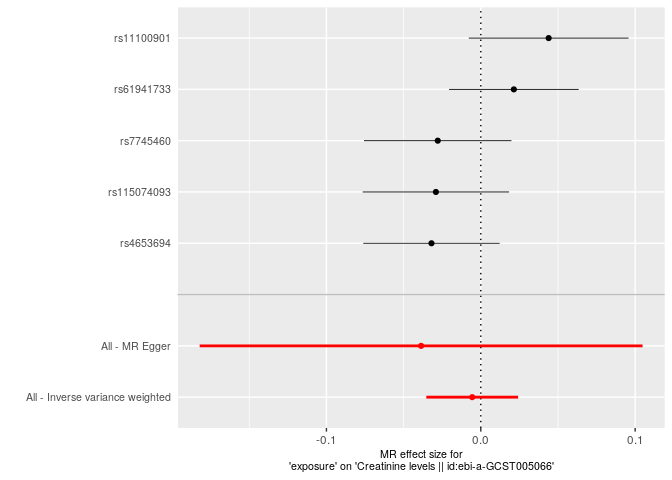 rs11100901
rs61941733
rs7745460
rs115074093
rs4653694
All - MR Egger
All - Inverse variance weighted
-0.1
0.0
0.1
MR effect size for
'exposure' on 'Creatinine levels || id:ebi-a-GCST005066'